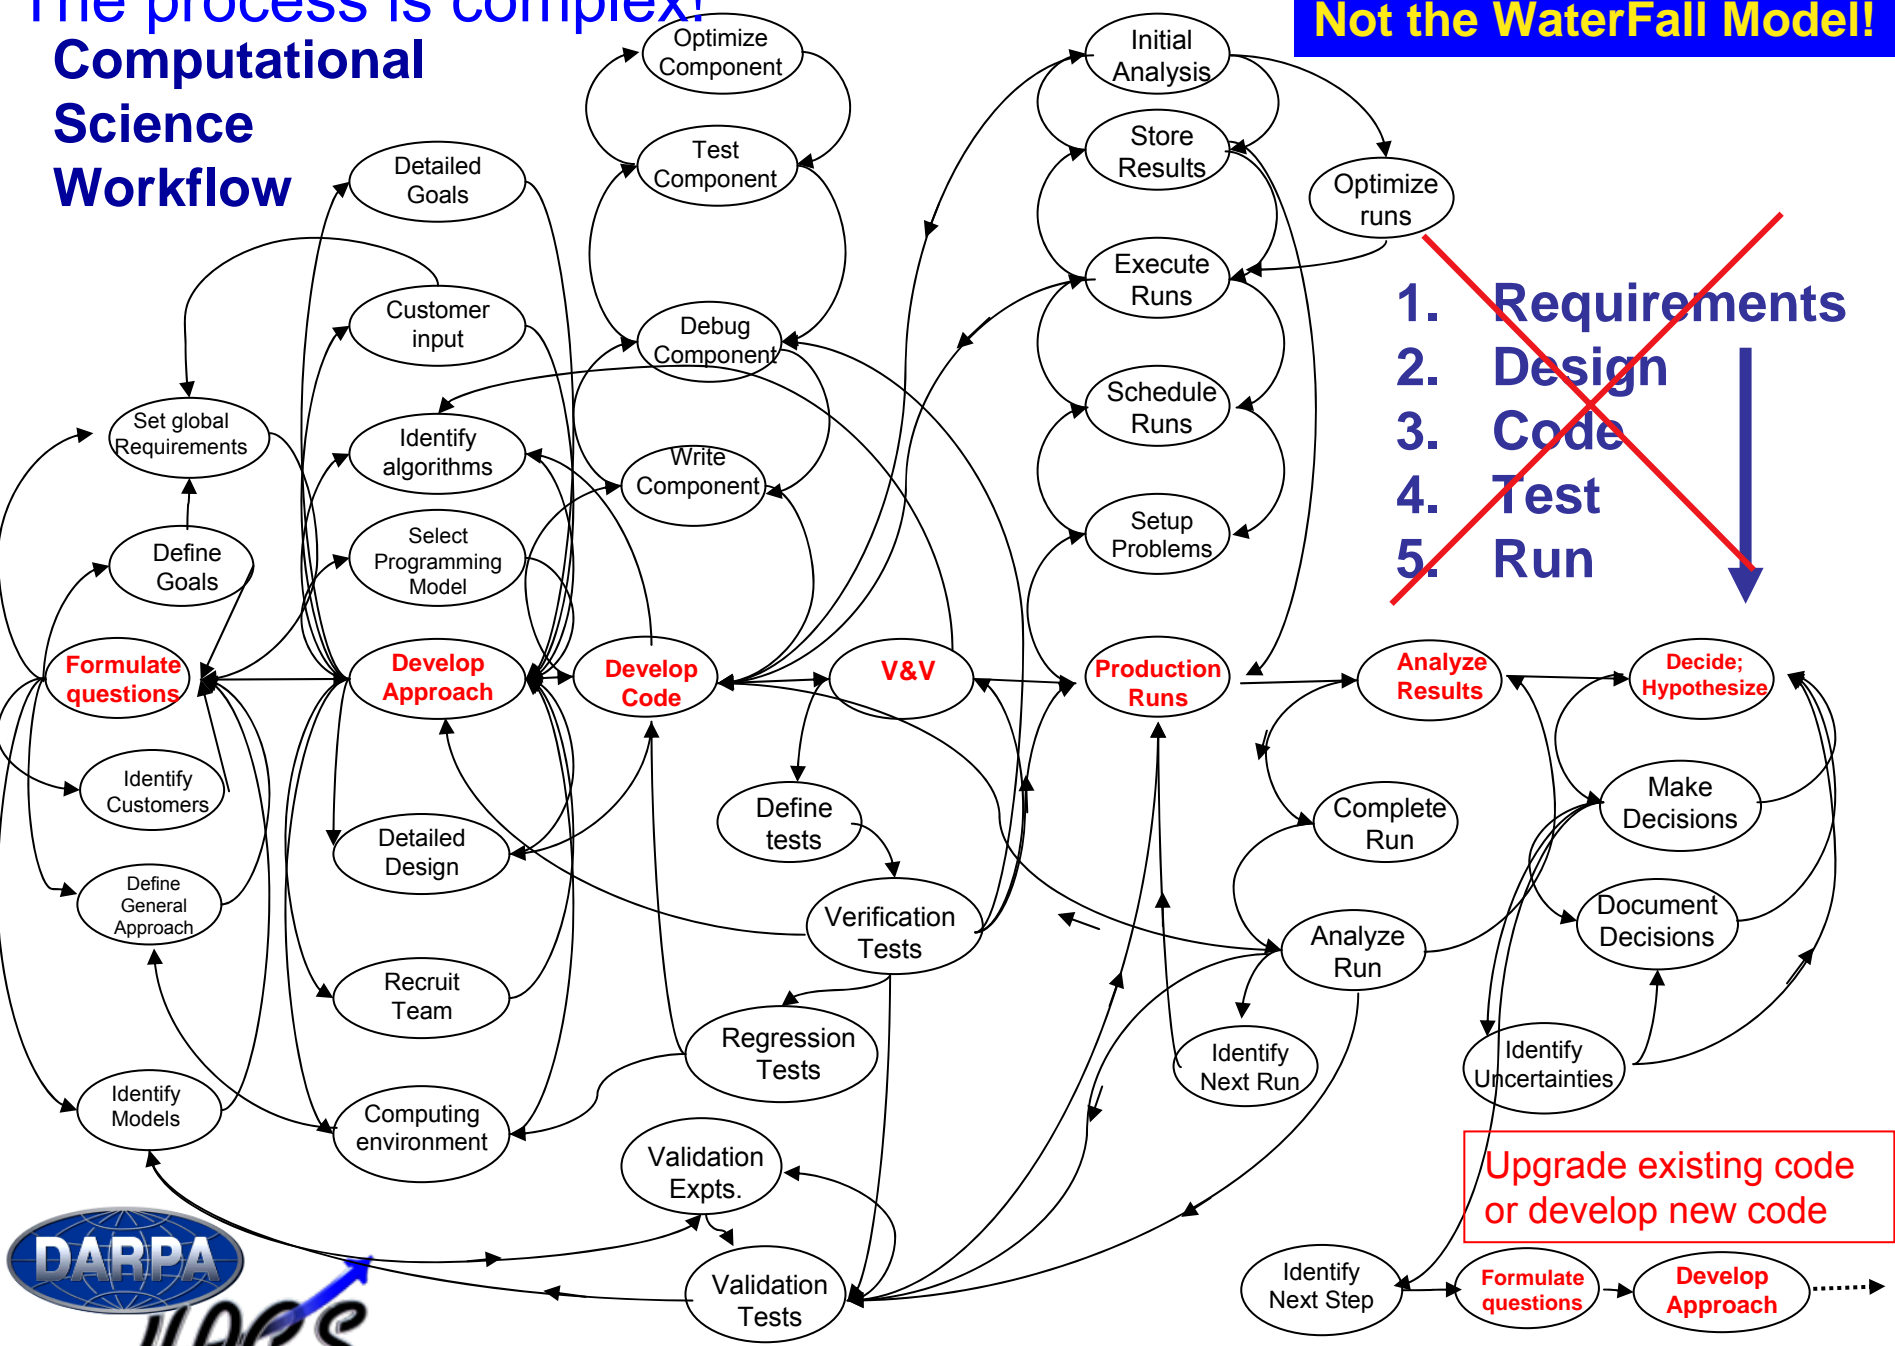 The process is complex!
Not the WaterFall Model!
Computational
Science
Workflow
Optimize
Component
Test
Component
Debug
Component
Write
Component
Initial
Analysis
Store
Results
Optimize
runs
Execute
Runs
Schedule
Runs
Setup
Problems
Detailed
Goals
Customer
input
Identify
algorithms
Select
Programming
Model
Set global
Requirements
Define
Goals
1. Requirements
2. Design
3. Code
4. Test
5. Run
Formulate
questions
Develop
Approach
Develop
Code
V&V
Production
Runs
Analyze
Results
Decide;
Hypothesize
Identify
Customers
Define
General
Approach
Identify
Models
Detailed
Design
Recruit
Team
Computing
environment
Define
tests
Verification
Tests
Regression
Tests
Validation
Expts.
Validation
Tests
Complete
Run
Analyze
Run
Identify
Next Run
Make
Decisions
Document
Decisions
Identify
Uncertainties
Upgrade existing code
or develop new code
Identify
Next Step
Formulate
questions
Develop
Approach
DARPA